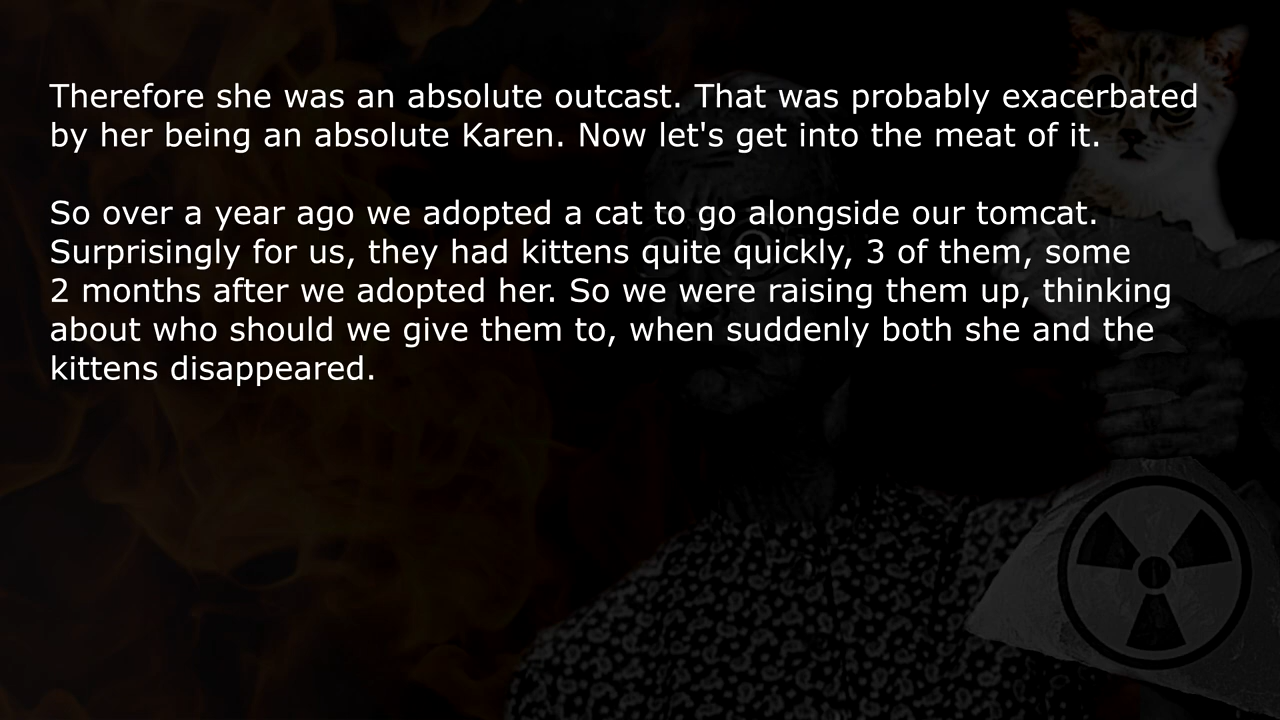 Therefore she was an absolute outcast. That was probably exacerbated
by her being an absolute Karen. Now let's get into the meat of it.
So over a year ago we adopted a cat to go alongside our tomcat.
Surprisingly for us, they had kittens quite quickly, 3 of them, some
2 months after we adopted her. So we were raising them up, thinking
about who should we give them to, when suddenly both she and the
kittens disappeared.